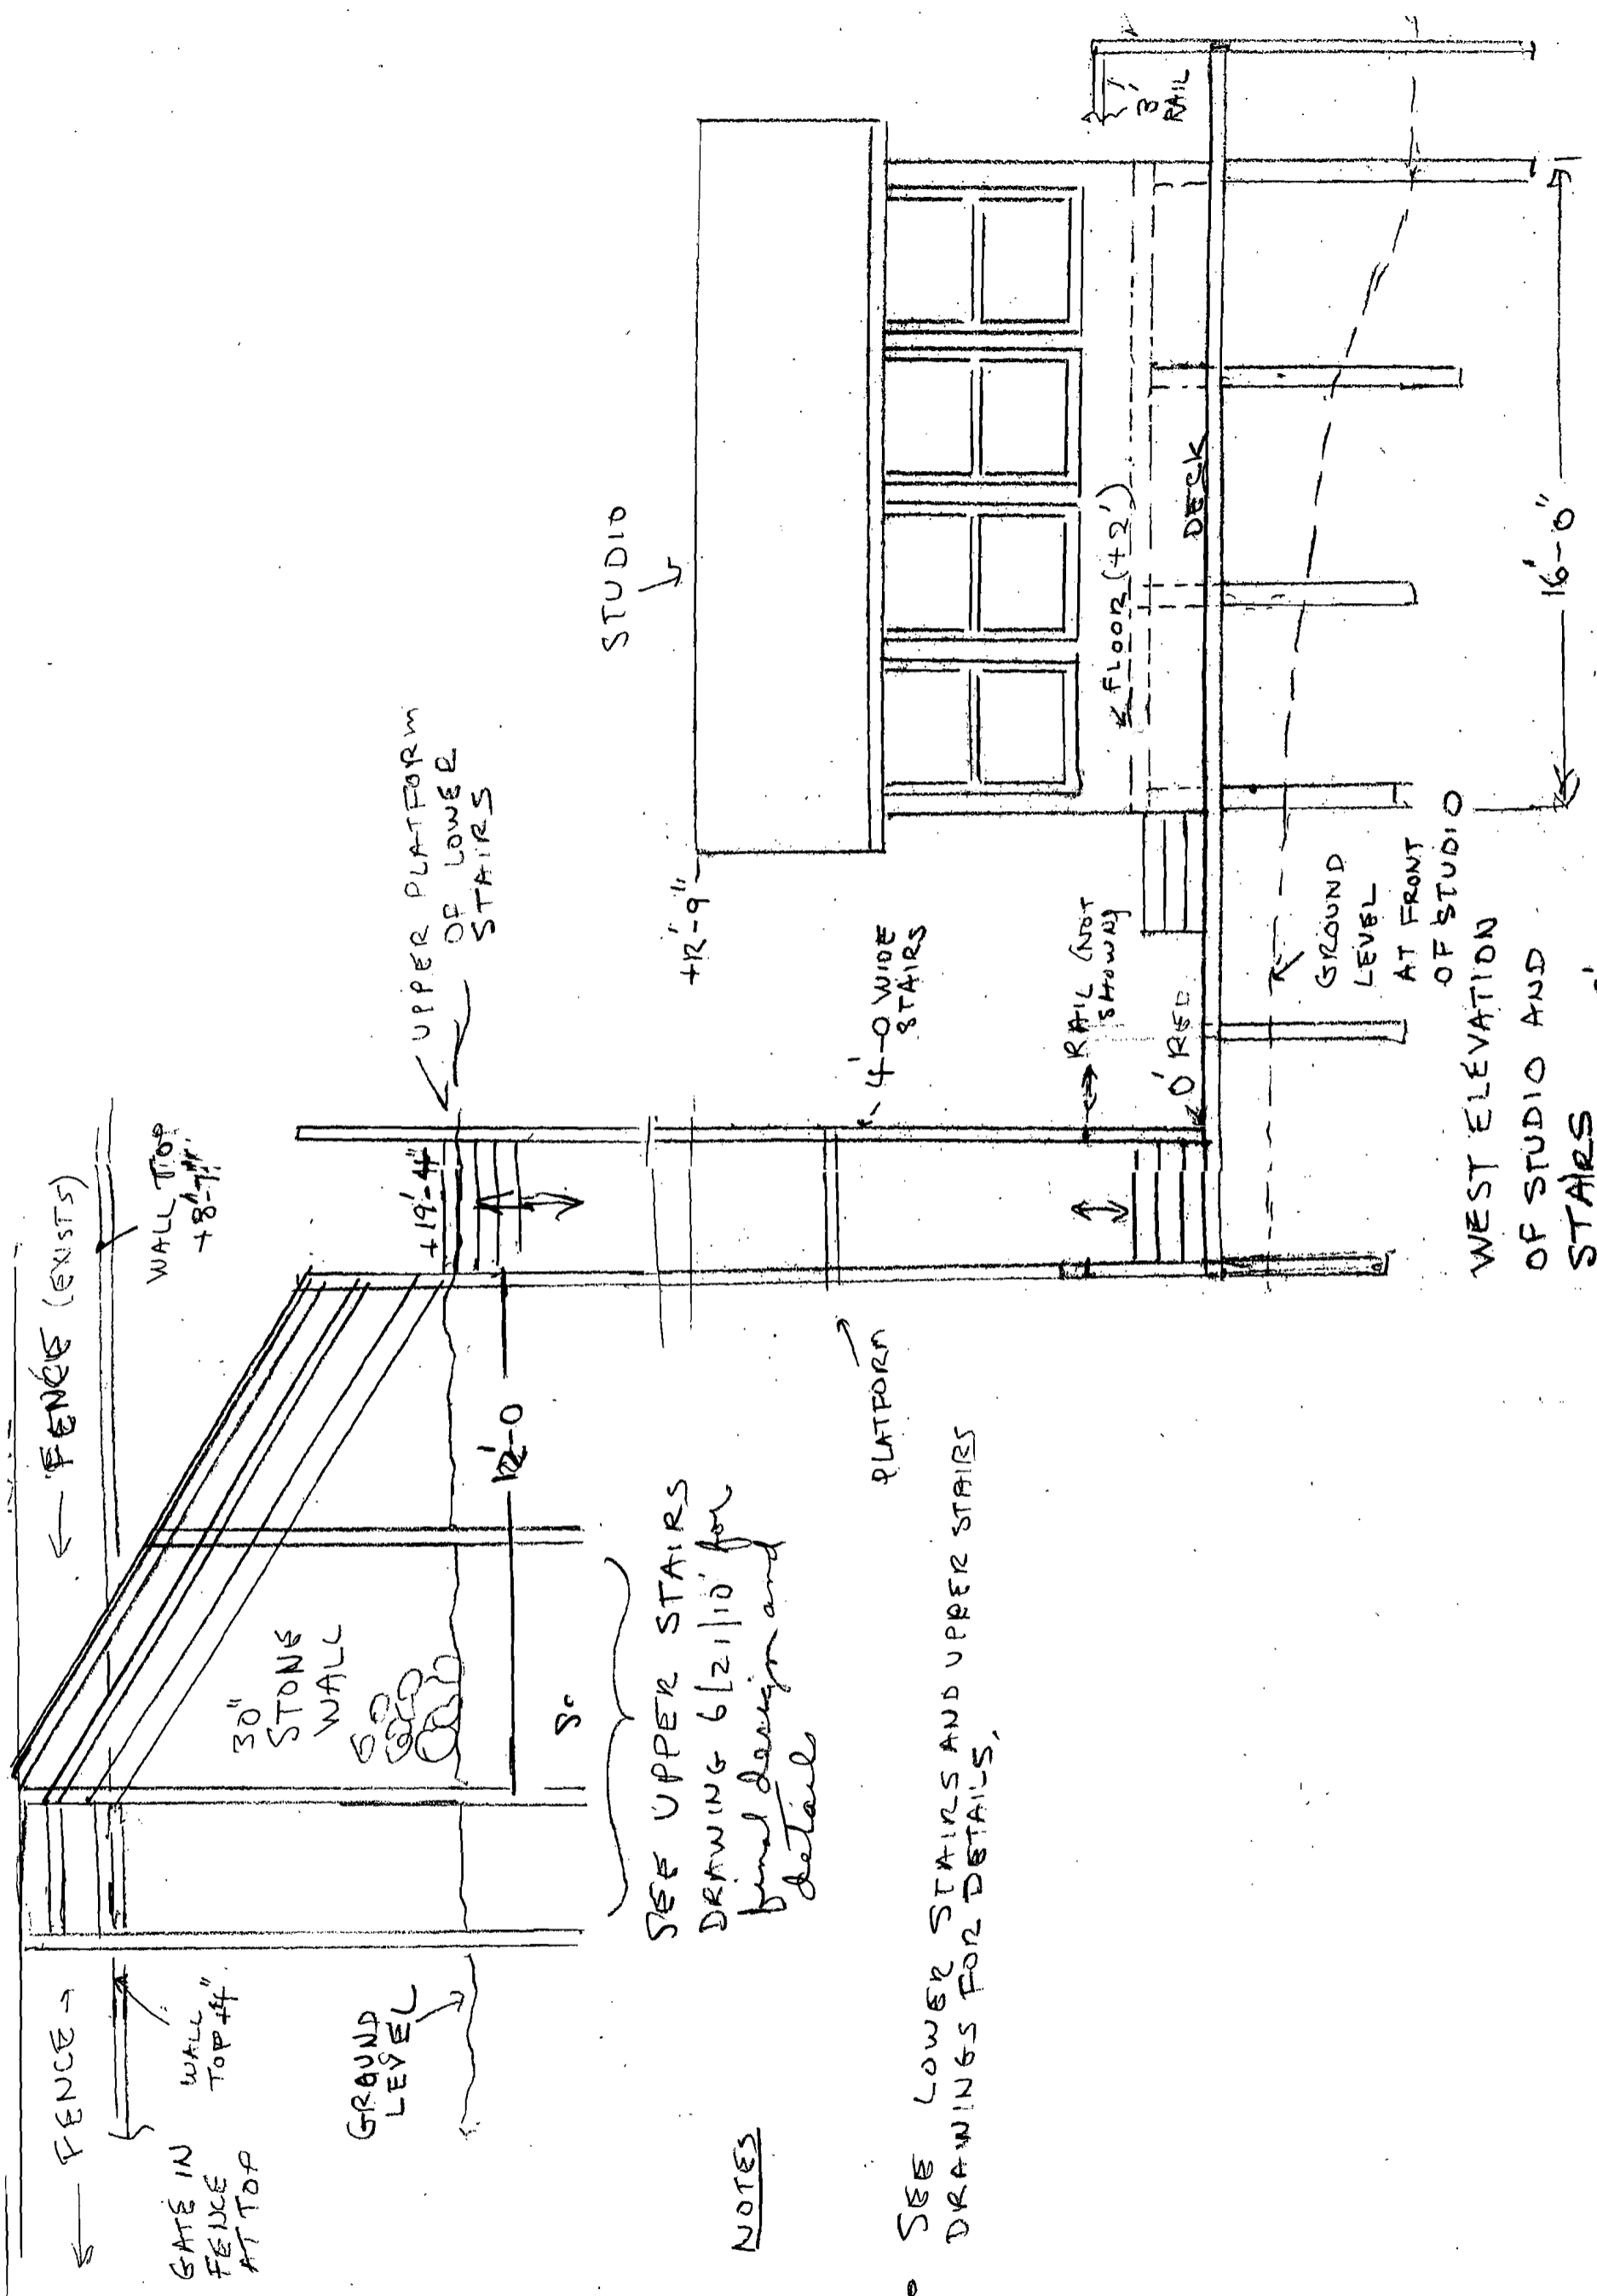 ← FENCE →
← FENCE (EXISTS)
GATE IN
FENCE
AT TOP
WALL
TOP +4"
WALL TOP
30"
STONE
WALL
GRAUND
LEVEL
+19'-4"
UPPER PLATFORM
OF LOWER
STAIRS
12'-0
SEE UPPER STAIRS
DRAWING 6/21/10 for
final design and
detail
STUDIO
+12'-9"
4'-0 WIDE
STAIRS
PLATFORM
RAIL (NOT
SHOWN)
0'
FLOOR (+2')
DECK
3'
RAIL
GROUND
LEVEL
AT FRONT
OF STUDIO
16'-0"
NOTES
• SEE LOWER STAIRS AND UPPER STAIRS
DRAWINGS FOR DETAILS.
WEST ELEVATION
OF STUDIO AND
STAIRS